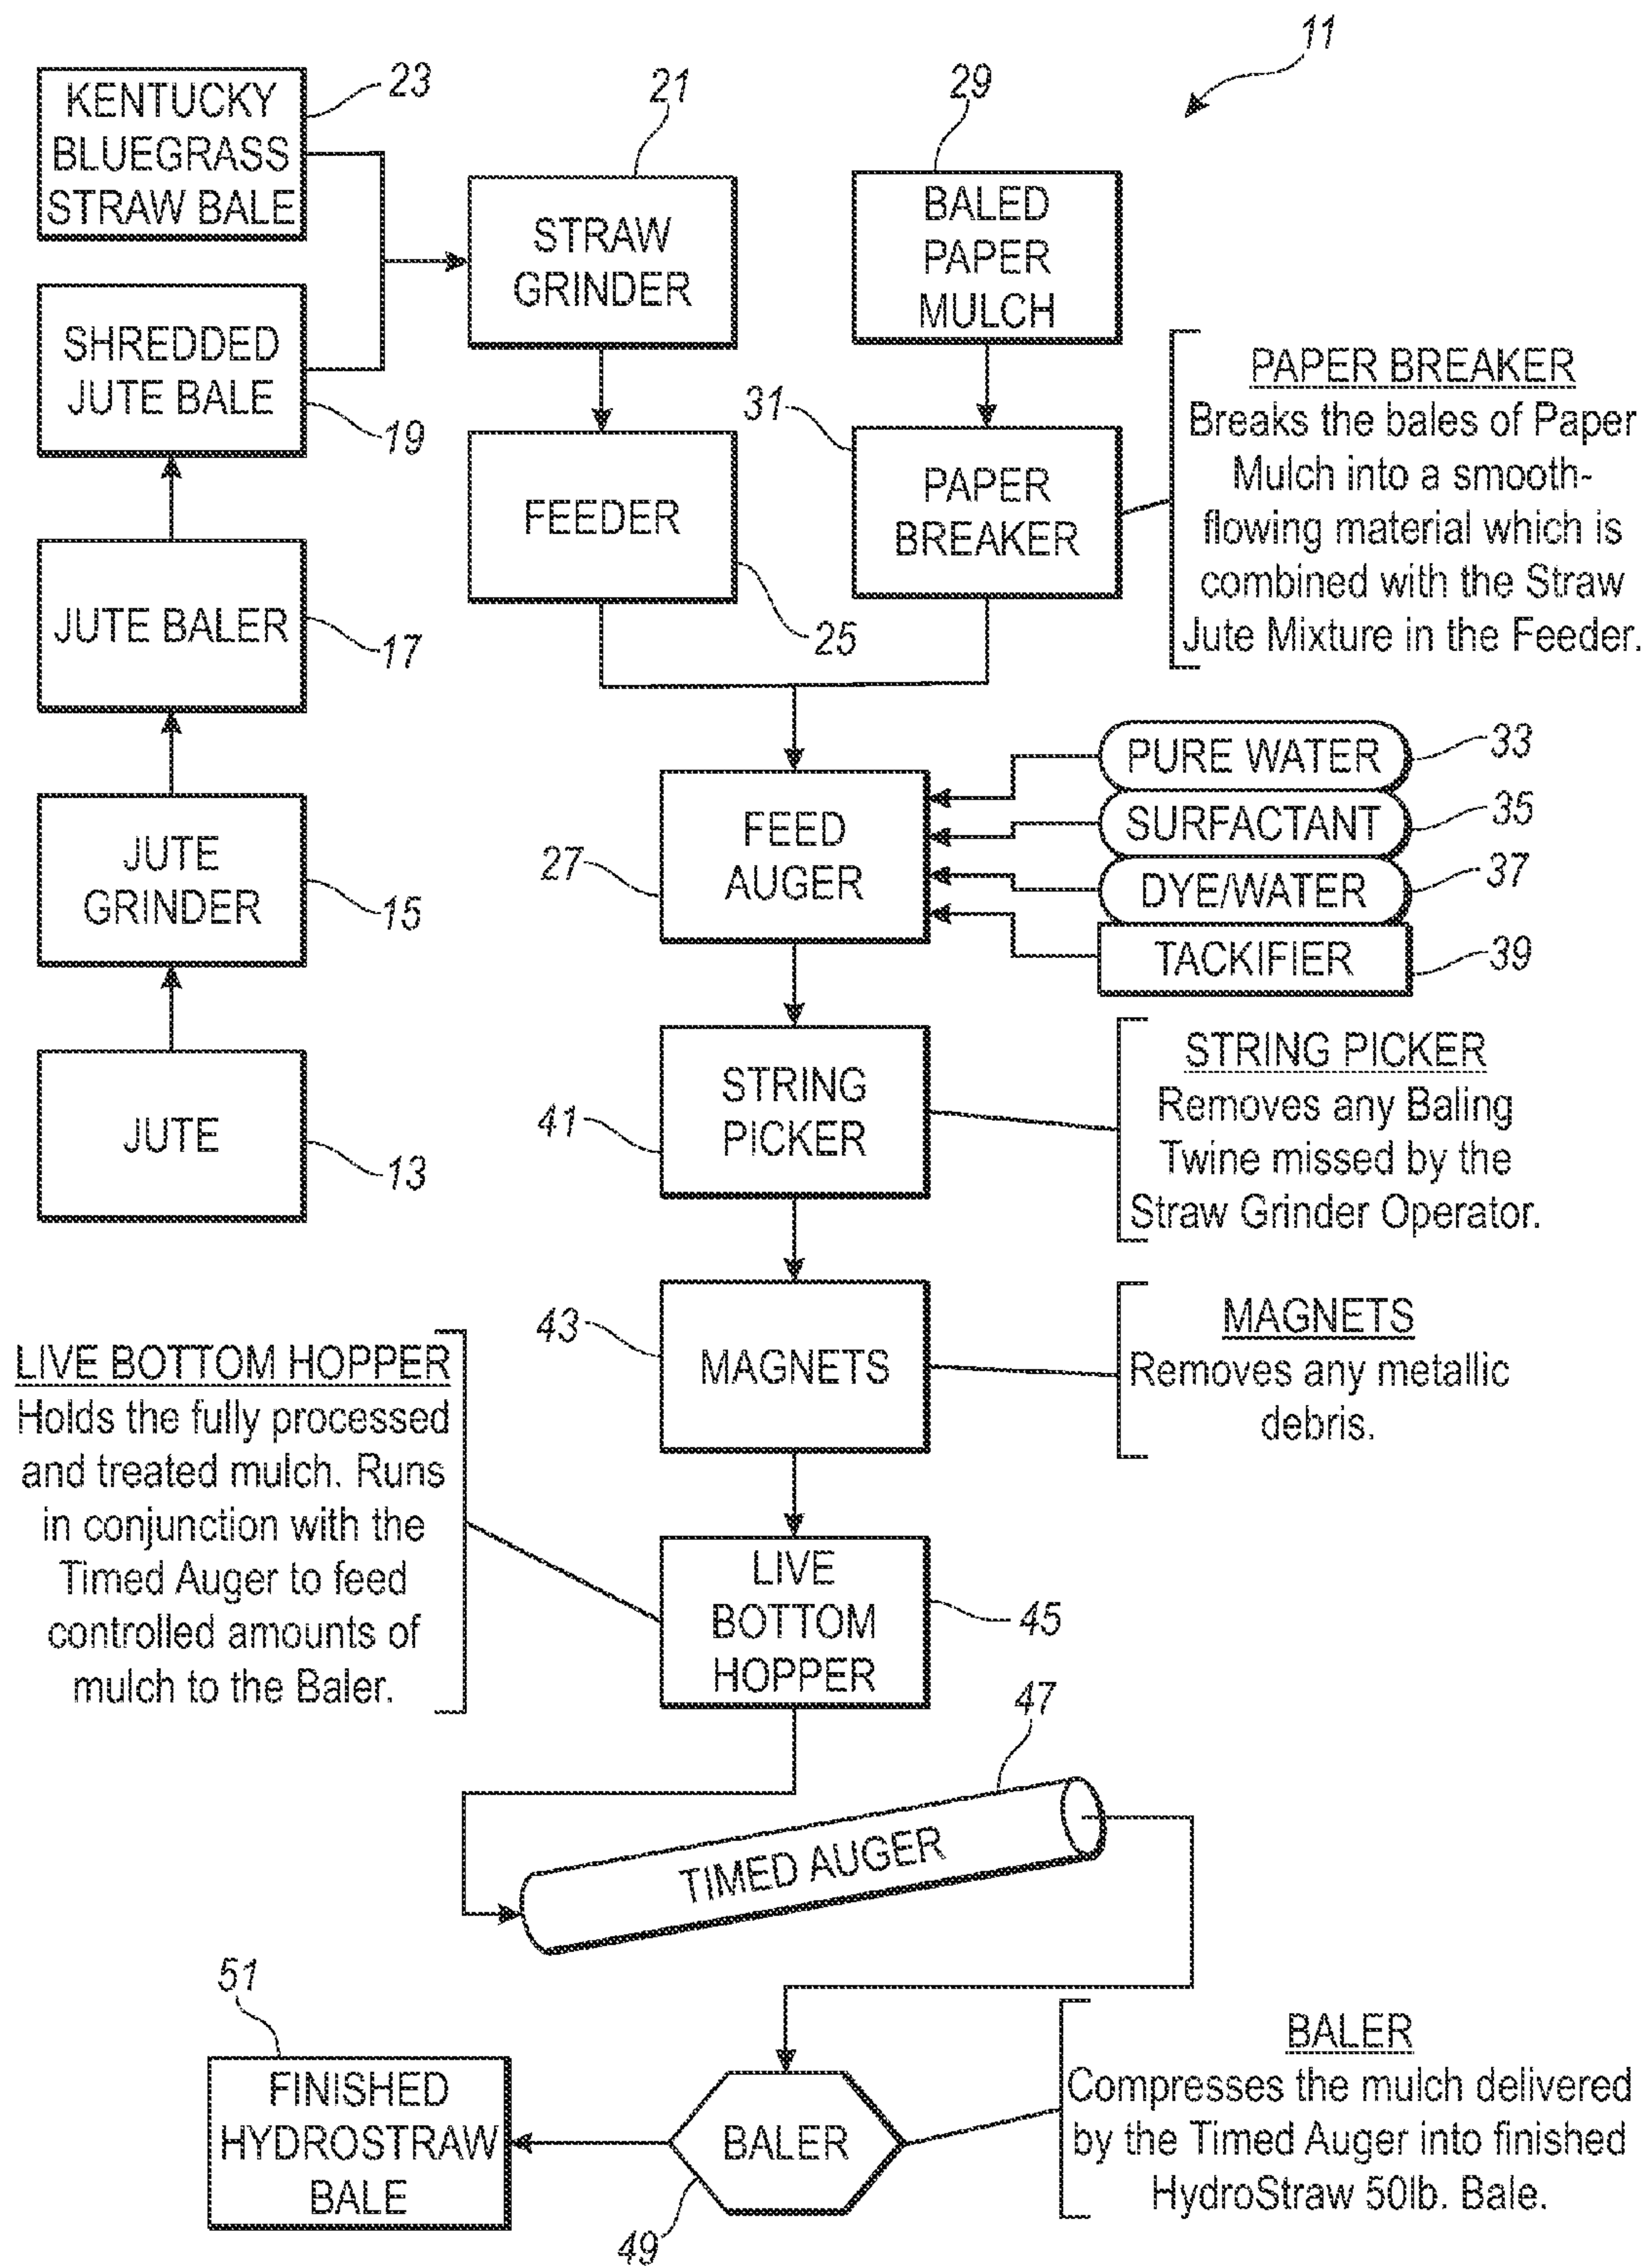 11
KENTUCKY
BLUEGRASS
STRAW BALE
23
21
29
STRAW
GRINDER
BALED
PAPER
MULCH
SHREDDED
JUTE BALE
19
31
PAPER BREAKER
Breaks the bales of Paper
Mulch into a smooth-
flowing material which is
combined with the Straw
Jute Mixture in the Feeder.
FEEDER
25
PAPER
BREAKER
JUTE BALER
17
PURE WATER
33
SURFACTANT
35
DYE/WATER
37
TACKIFIER
39
FEED
AUGER
27
JUTE
GRINDER
15
JUTE
13
STRING
PICKER
41
STRING PICKER
Removes any Baling
Twine missed by the
Straw Grinder Operator.
43
MAGNETS
MAGNETS
Removes any metallic
debris.
LIVE BOTTOM HOPPER
Holds the fully processed
and treated mulch. Runs
in conjunction with the
Timed Auger to feed
controlled amounts of
mulch to the Baler.
LIVE
BOTTOM
HOPPER
45
47
TIMED AUGER
51
FINISHED
HYDROSTRAW
BALE
BALER
49
BALER
Compresses the mulch delivered
by the Timed Auger into finished
HydroStraw 50lb. Bale.